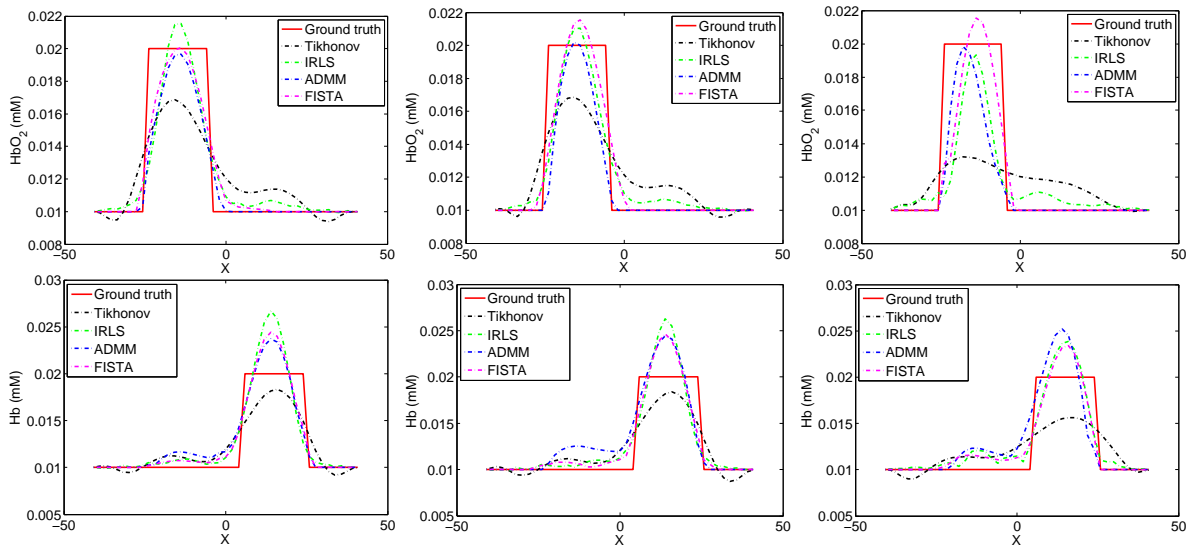 0.022
0.02
0.018
0.016
0.014
0.012
0.01
0.008
HbO2 (mM)
−50
0
50
X
Ground truth
Tikhonov
IRLS
ADMM
FISTA
0.022
0.02
0.018
0.016
0.014
0.012
0.01
0.008
HbO2 (mM)
−50
0
50
X
Ground truth
Tikhonov
IRLS
ADMM
FISTA
0.022
0.02
0.018
0.016
0.014
0.012
0.01
0.008
HbO2 (mM)
−50
0
50
X
Ground truth
Tikhonov
IRLS
ADMM
FISTA
0.03
0.025
0.02
0.015
0.01
0.005
Hb (mM)
−50
0
50
X
Ground truth
Tikhonov
IRLS
ADMM
FISTA
0.03
0.025
0.02
0.015
0.01
0.005
Hb (mM)
−50
0
50
X
Ground truth
Tikhonov
IRLS
ADMM
FISTA
0.03
0.025
0.02
0.015
0.01
0.005
Hb (mM)
−50
0
50
X
Ground truth
Tikhonov
IRLS
ADMM
FISTA